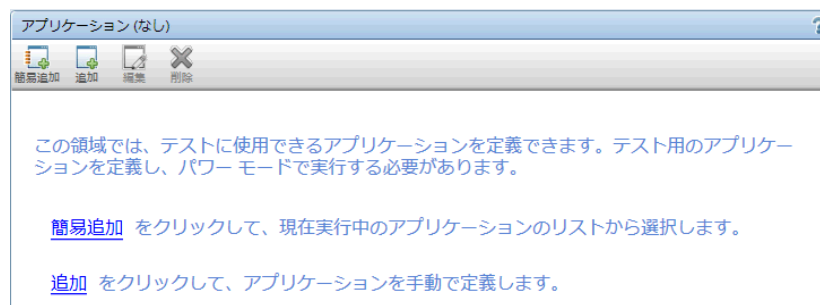 アプリケーション (なし)
?
簡易追加 追加 編集 削除
この領域では、テストに使用できるアプリケーションを定義できます。テスト用のアプリケー
ションを定義し、パワー モードで実行する必要があります。
簡易追加 をクリックして、現在実行中のアプリケーションのリストから選択します。
追加 をクリックして、アプリケーションを手動で定義します。